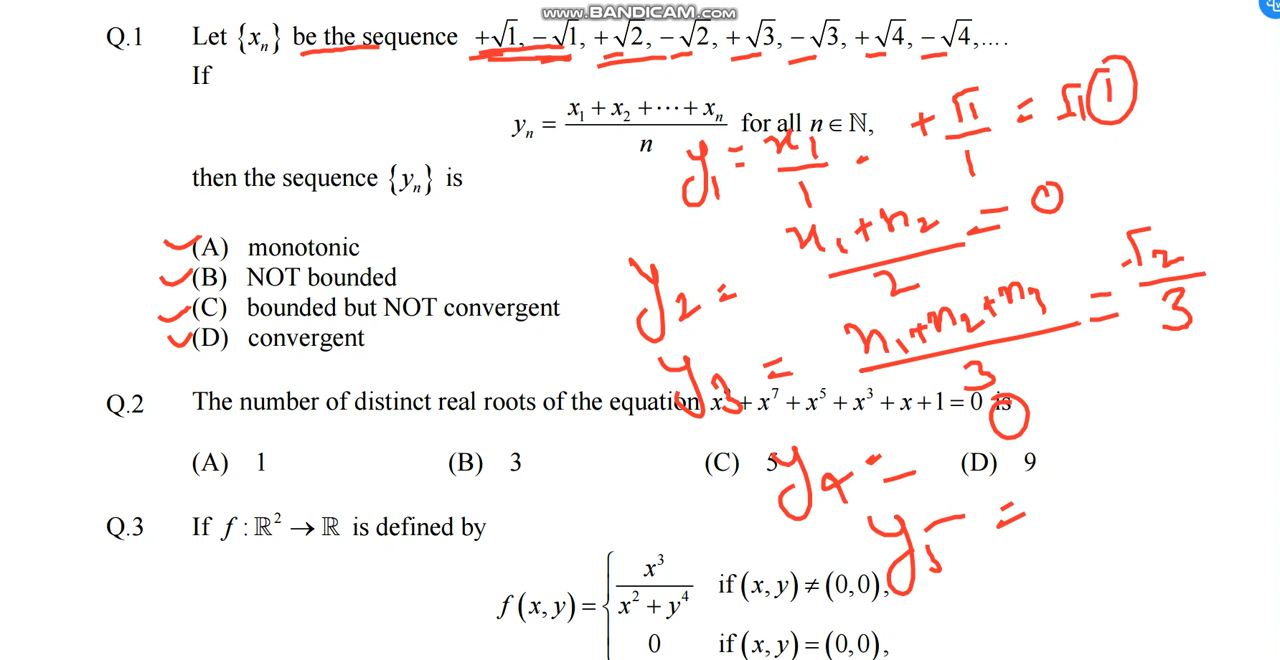 www.BANDICAM.com
Q.1 Let {xₙ} be the sequence +√1, −√1, +√2, −√2, +√3, −√3, +√4, −√4,....
If
yₙ = (x₁ + x₂ + ⋯ + xₙ) / n for all n ∈ ℕ,
+ √1 / 1 = √1 1
y₁ = x₁ / 1
then the sequence {yₙ} is
y₂ = (x₁ + x₂) / 2 = 0
(A) monotonic
(B) NOT bounded
(C) bounded but NOT convergent
(D) convergent
y₃ = (x₁ + x₂ + x₃) / 3 = √2 / 3
Q.2 The number of distinct real roots of the equation x + x⁷ + x⁵ + x³ + x + 1 = 0 is
0
(A) 1 (B) 3 (C) 5 (D) 9
y₄ =
y₅ =
Q.3 If f : ℝ² → ℝ is defined by
f(x, y) = { x³ / (x² + y⁴) if (x, y) ≠ (0,0),
0 if (x, y) = (0,0),